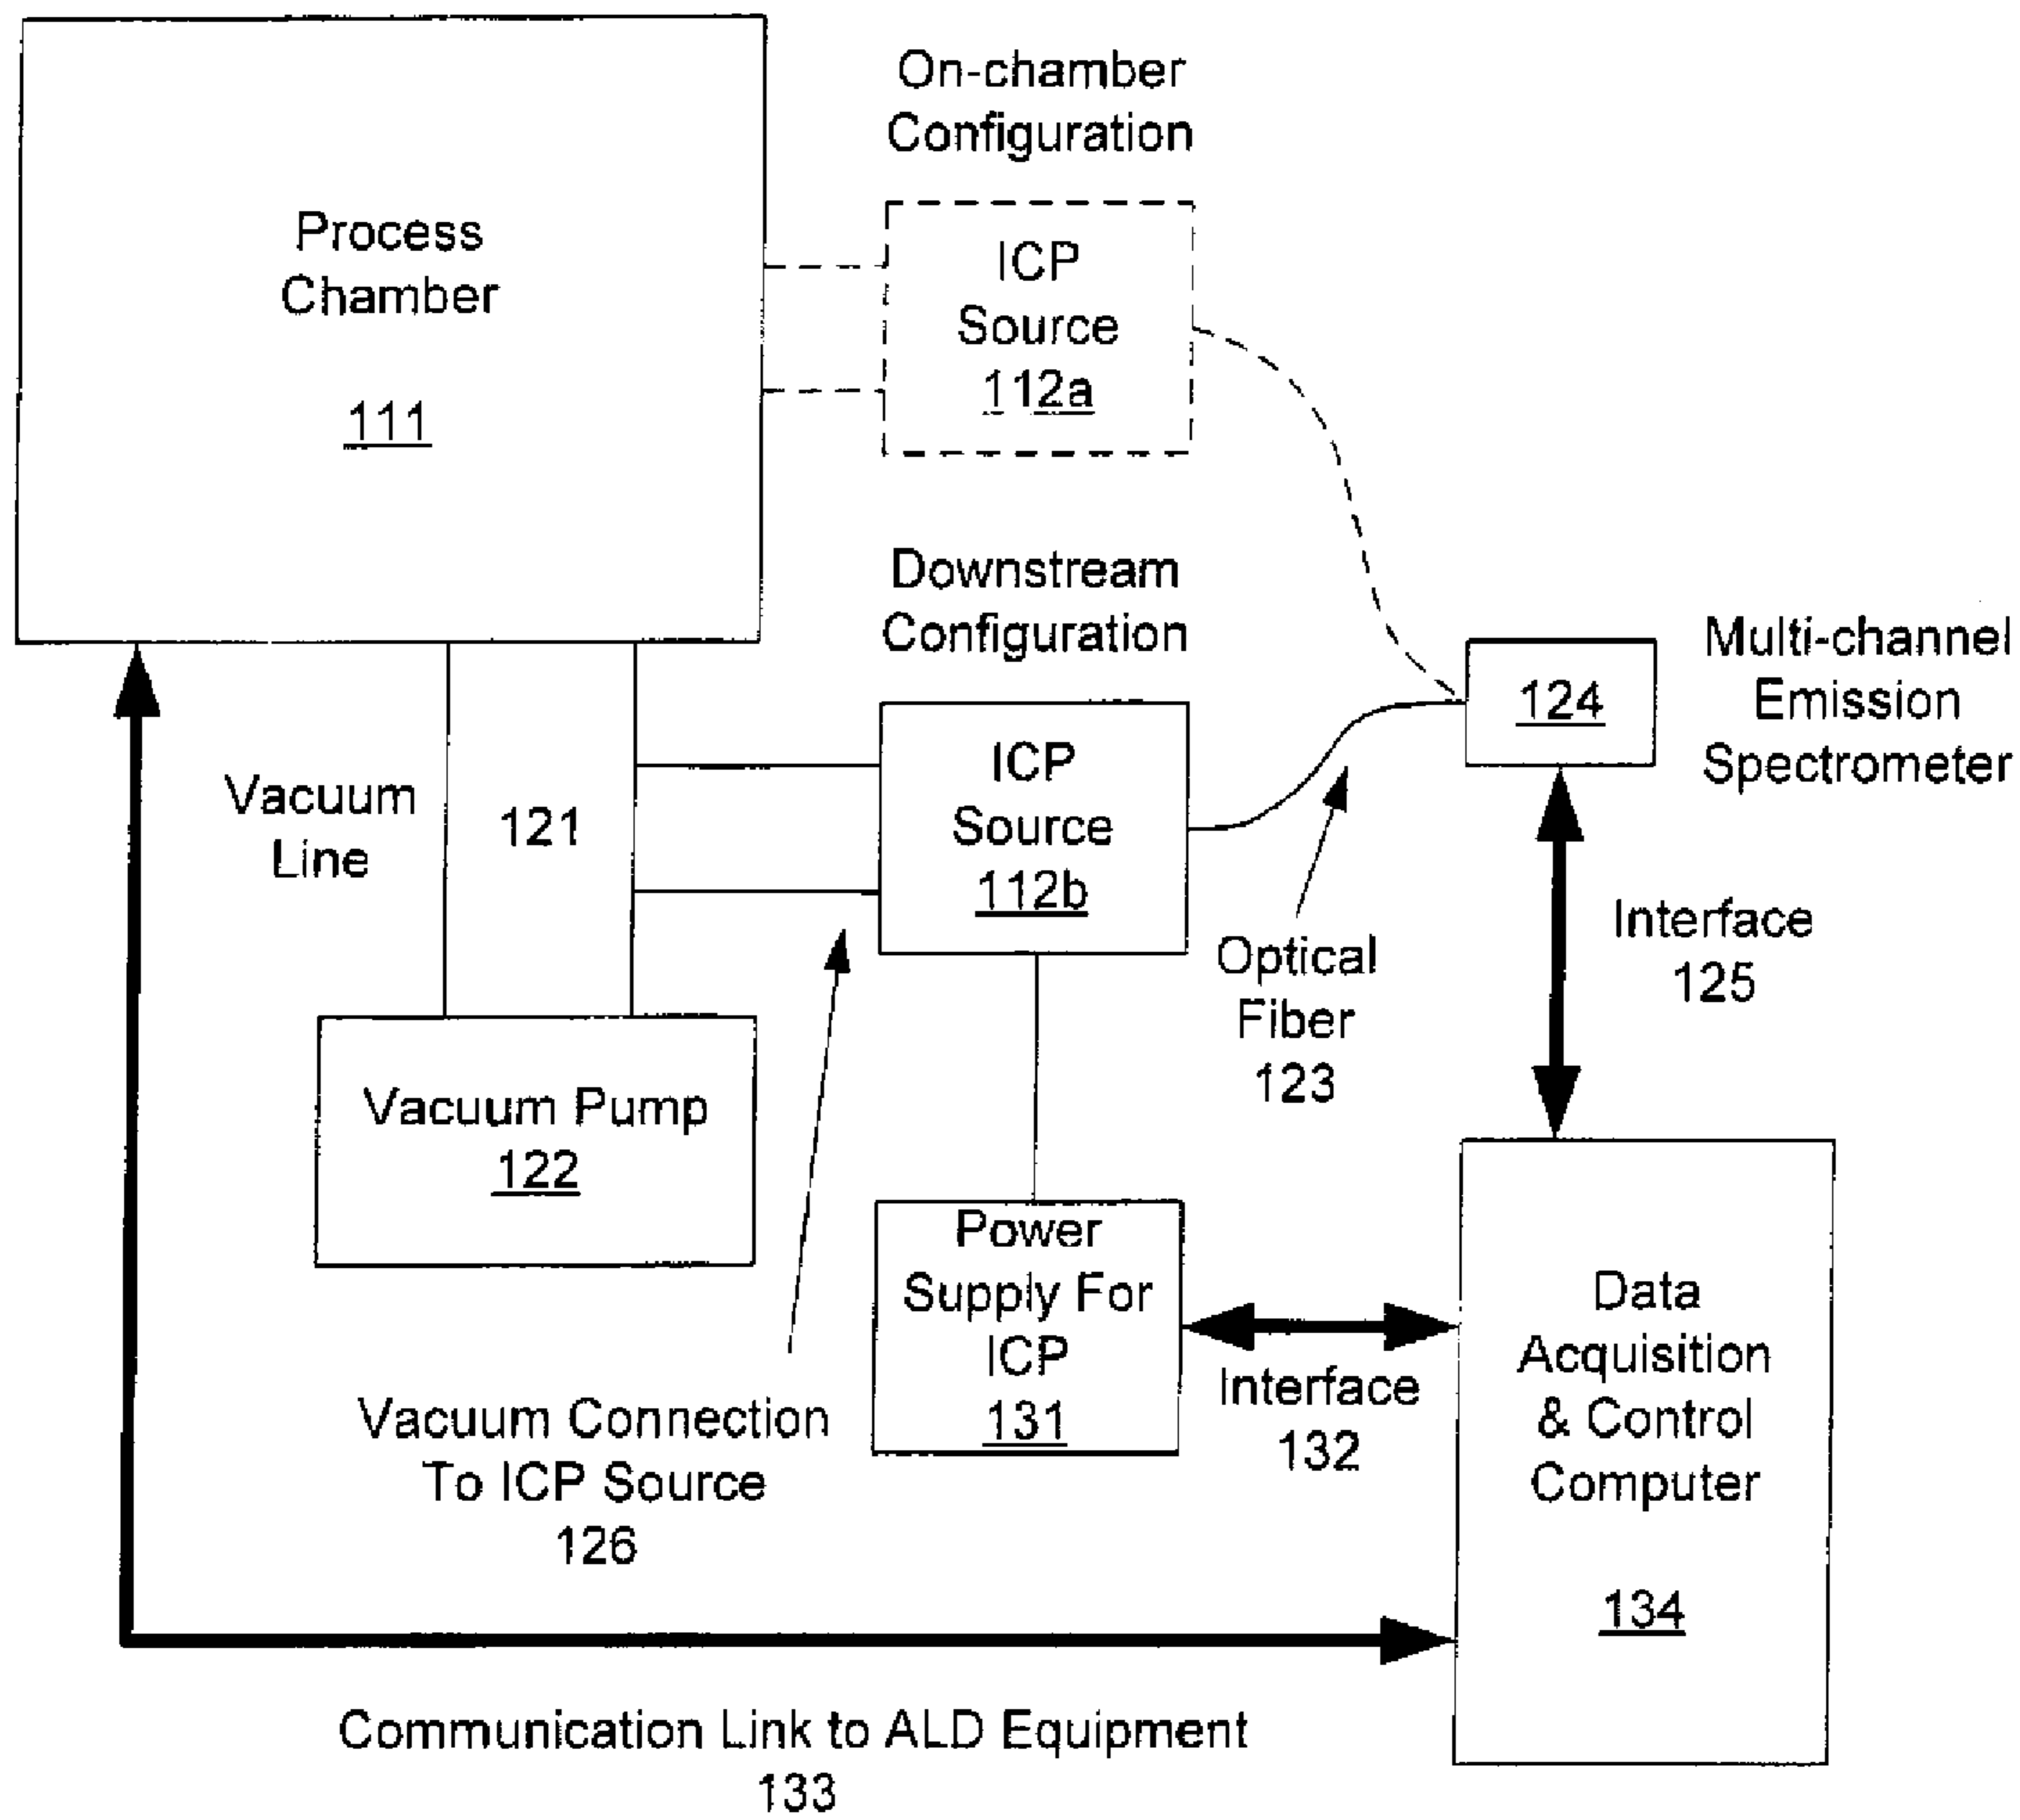 Process
Chamber
111
On-chamber
Configuration
ICP
Source
112a
Downstream
Configuration
ICP
Source
112b
124
Multi-channel
Emission
Spectrometer
Vacuum
Line
121
Optical
Fiber
123
Interface
125
Vacuum Pump
122
Power
Supply For
ICP
131
Interface
132
Data
Acquisition
& Control
Computer
134
Vacuum Connection
To ICP Source
126
Communication Link to ALD Equipment
133